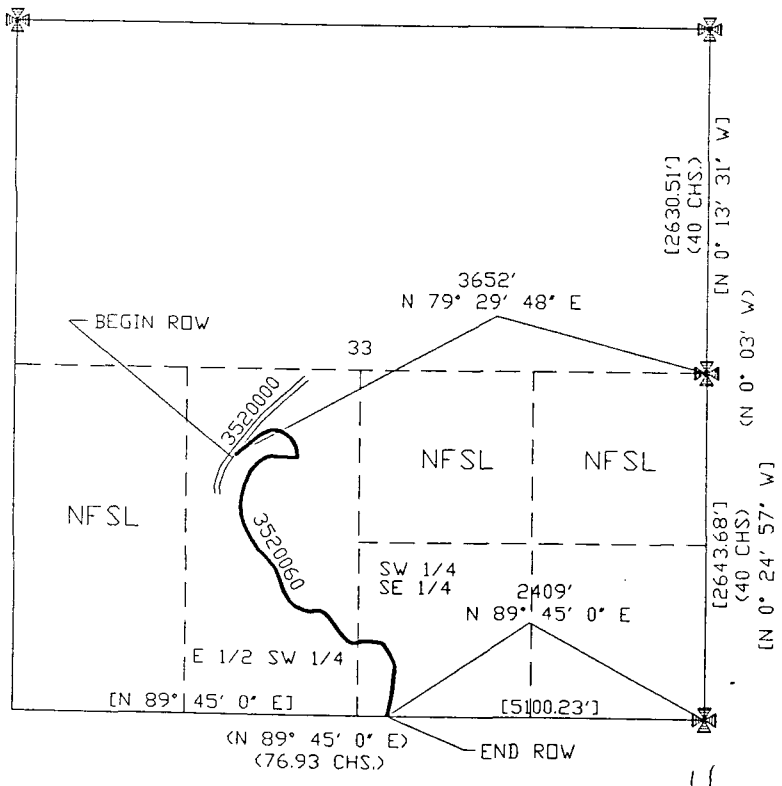 [2630.51']
(40 CHS.)
[N 0° 13' 31" W]
3652'
N 79° 29' 48" E
(N 0° 03' W)
BEGIN ROW
33
3520000
NFSL
NFSL
NFSL
3520060
SW 1/4
SE 1/4
2409'
N 89° 45' 0" E
[2643.68']
(40 CHS)
[N 0° 24' 57" W]
E 1/2 SW 1/4
[N 89° 45' 0" E]
[5100.23']
(N 89° 45' 0" E)
(76.93 CHS.)
END ROW